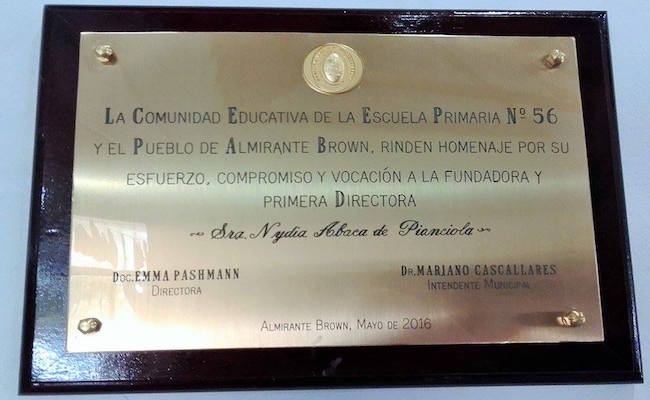 La Comunidad Educativa de la Escuela Primaria Nº 56
y el Pueblo de Almirante Brown, rinden homenaje por su
esfuerzo, compromiso y vocación a la fundadora y
primera Directora
Sra. Nydia Abaca de Pianciola
Doc. EMMA PASHMANN
Directora
Dr. MARIANO CASCALLARES
Intendente Municipal
Almirante Brown, Mayo de 2016